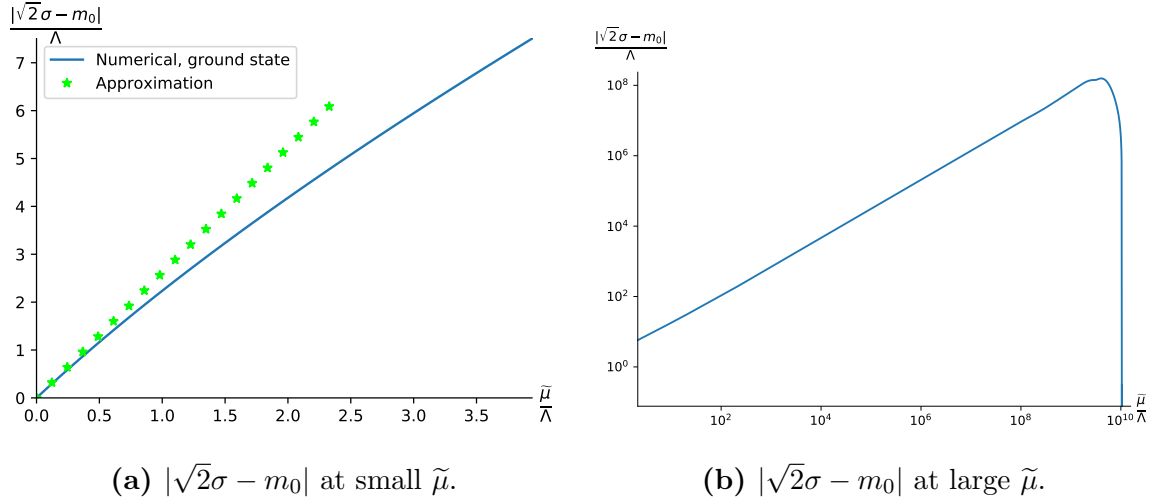 |√2σ−m₀|
Λ
7
6
5
4
3
2
1
0
Numerical, ground state
Approximation
0.0 0.5 1.0 1.5 2.0 2.5 3.0 3.5
μ̃
Λ
(a) |√2σ − m₀| at small μ̃.
|√2σ−m₀|
Λ
10⁸
10⁶
10⁴
10²
10⁰
10² 10⁴ 10⁶ 10⁸ 10¹⁰
μ̃
Λ
(b) |√2σ − m₀| at large μ̃.